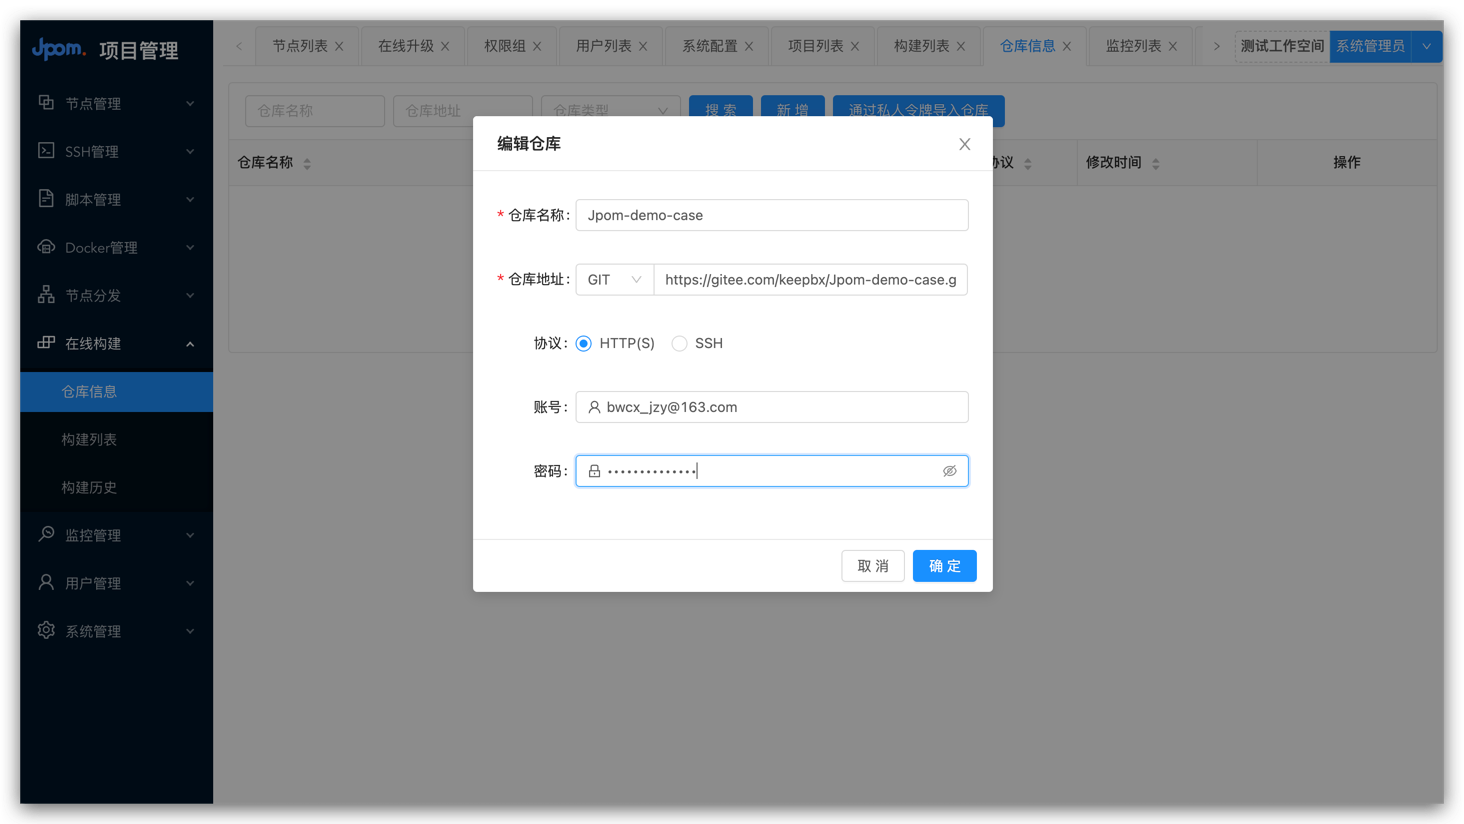 Jpom. 项目管理
节点列表 在线升级 权限组 用户列表 系统配置 项目列表 构建列表 仓库信息 监控列表 测试工作空间 系统管理员
节点管理
SSH管理
脚本管理
Docker管理
节点分发
在线构建
仓库信息
构建列表
构建历史
监控管理
用户管理
系统管理
仓库名称 仓库地址 仓库类型 搜 索 新 增 通过私人令牌导入仓库
仓库名称 协议 修改时间 操作
编辑仓库
* 仓库名称: Jpom-demo-case
* 仓库地址: GIT https://gitee.com/keepbx/Jpom-demo-case.g
协议: HTTP(S) SSH
账号: bwcx_jzy@163.com
密码: ••••••••••••••
取 消 确 定